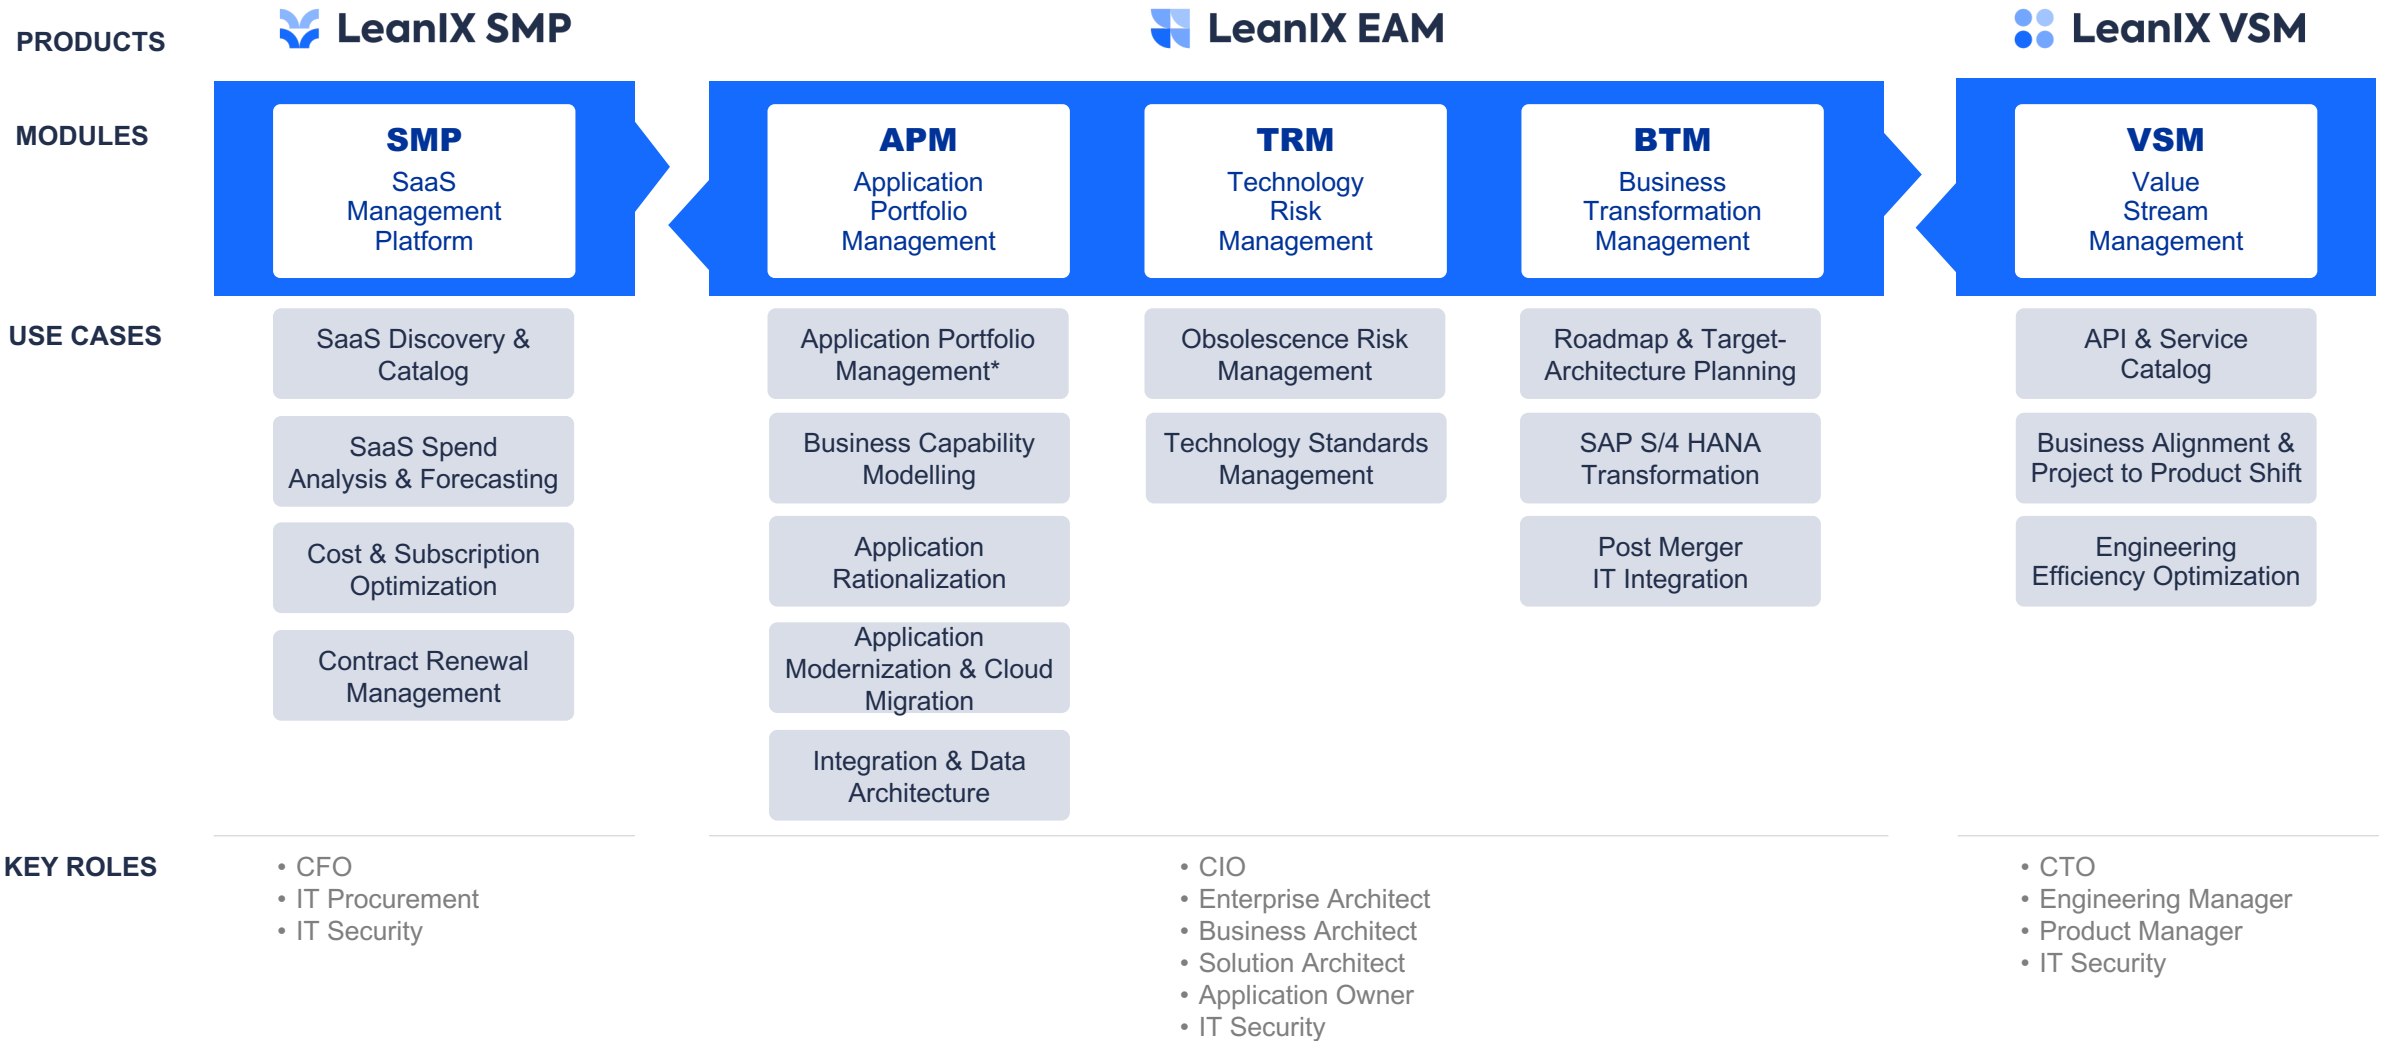 PRODUCTS
LeanIX SMP
LeanIX EAM
LeanIX VSM
MODULES
SMP
SaaS
Management
Platform
APM
Application
Portfolio
Management
TRM
Technology
Risk
Management
BTM
Business
Transformation
Management
VSM
Value
Stream
Management
USE CASES
SaaS Discovery &
Catalog
SaaS Spend
Analysis & Forecasting
Cost & Subscription
Optimization
Contract Renewal
Management
Application Portfolio
Management*
Business Capability
Modelling
Application
Rationalization
Application
Modernization & Cloud
Migration
Integration & Data
Architecture
Obsolescence Risk
Management
Technology Standards
Management
Roadmap & Target-
Architecture Planning
SAP S/4 HANA
Transformation
Post Merger
IT Integration
API & Service
Catalog
Business Alignment &
Project to Product Shift
Engineering
Efficiency Optimization
KEY ROLES
• CFO
• IT Procurement
• IT Security
• CIO
• Enterprise Architect
• Business Architect
• Solution Architect
• Application Owner
• IT Security
• CTO
• Engineering Manager
• Product Manager
• IT Security